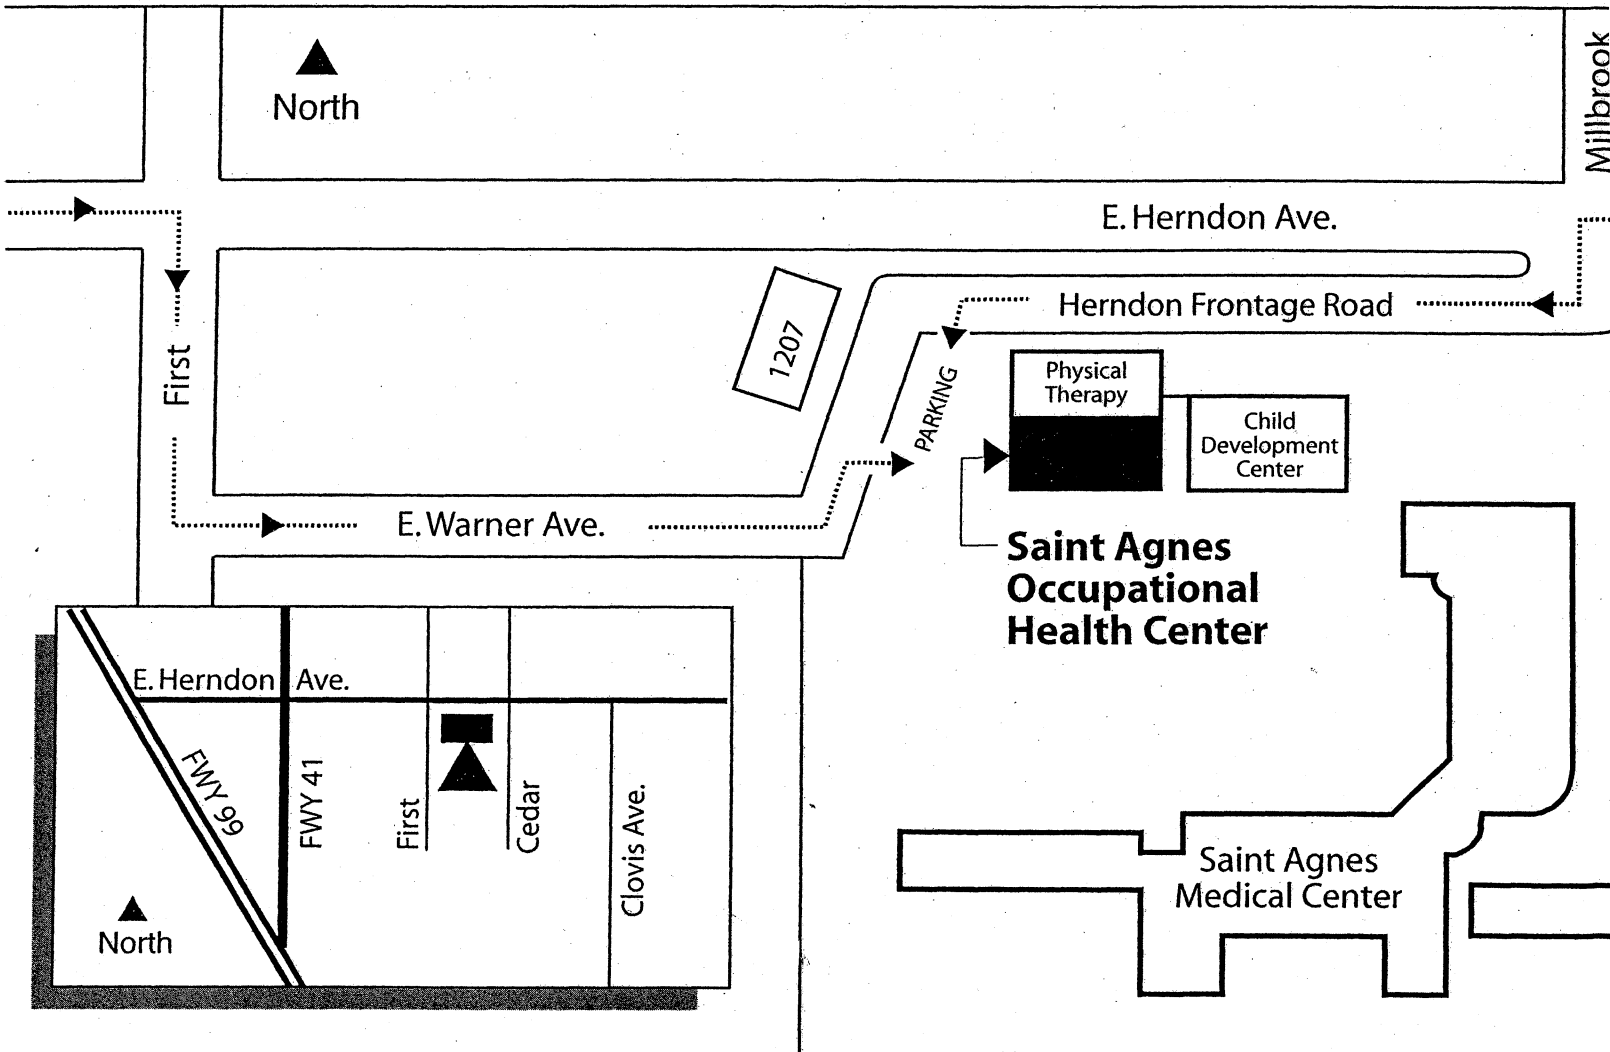 North
Millbrook
E. Herndon Ave.
Herndon Frontage Road
1207
First
PARKING
Physical
Therapy
Child
Development
Center
E. Warner Ave.
Saint Agnes
Occupational
Health Center
E. Herndon Ave.
FWY 99
FWY 41
First
Cedar
Clovis Ave.
North
Saint Agnes
Medical Center